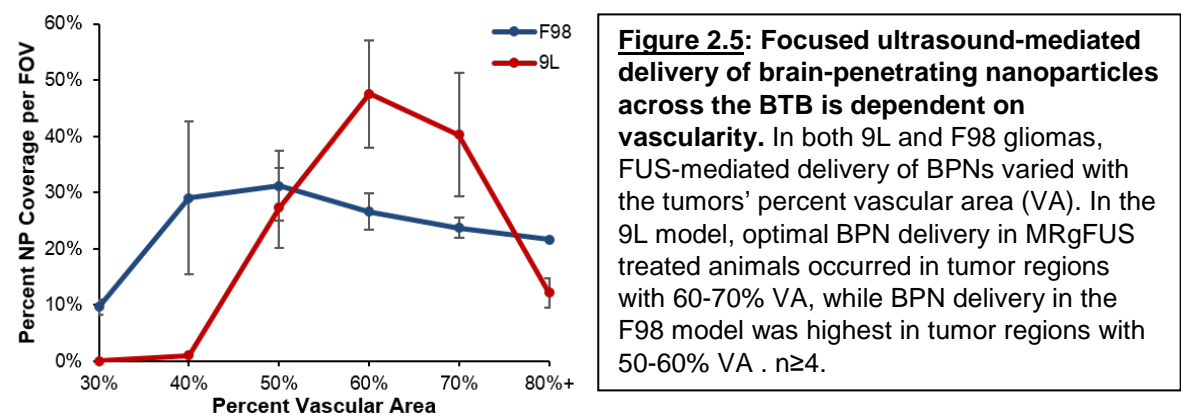 60%
50%
40%
30%
20%
10%
0%
Percent NP Coverage per FOV
F98
9L
30%
40%
50%
60%
70%
80%+
Percent Vascular Area
Figure 2.5: Focused ultrasound-mediated
delivery of brain-penetrating nanoparticles
across the BTB is dependent on
vascularity. In both 9L and F98 gliomas,
FUS-mediated delivery of BPNs varied with
the tumors’ percent vascular area (VA). In the
9L model, optimal BPN delivery in MRgFUS
treated animals occurred in tumor regions
with 60-70% VA, while BPN delivery in the
F98 model was highest in tumor regions with
50-60% VA . n≥4.